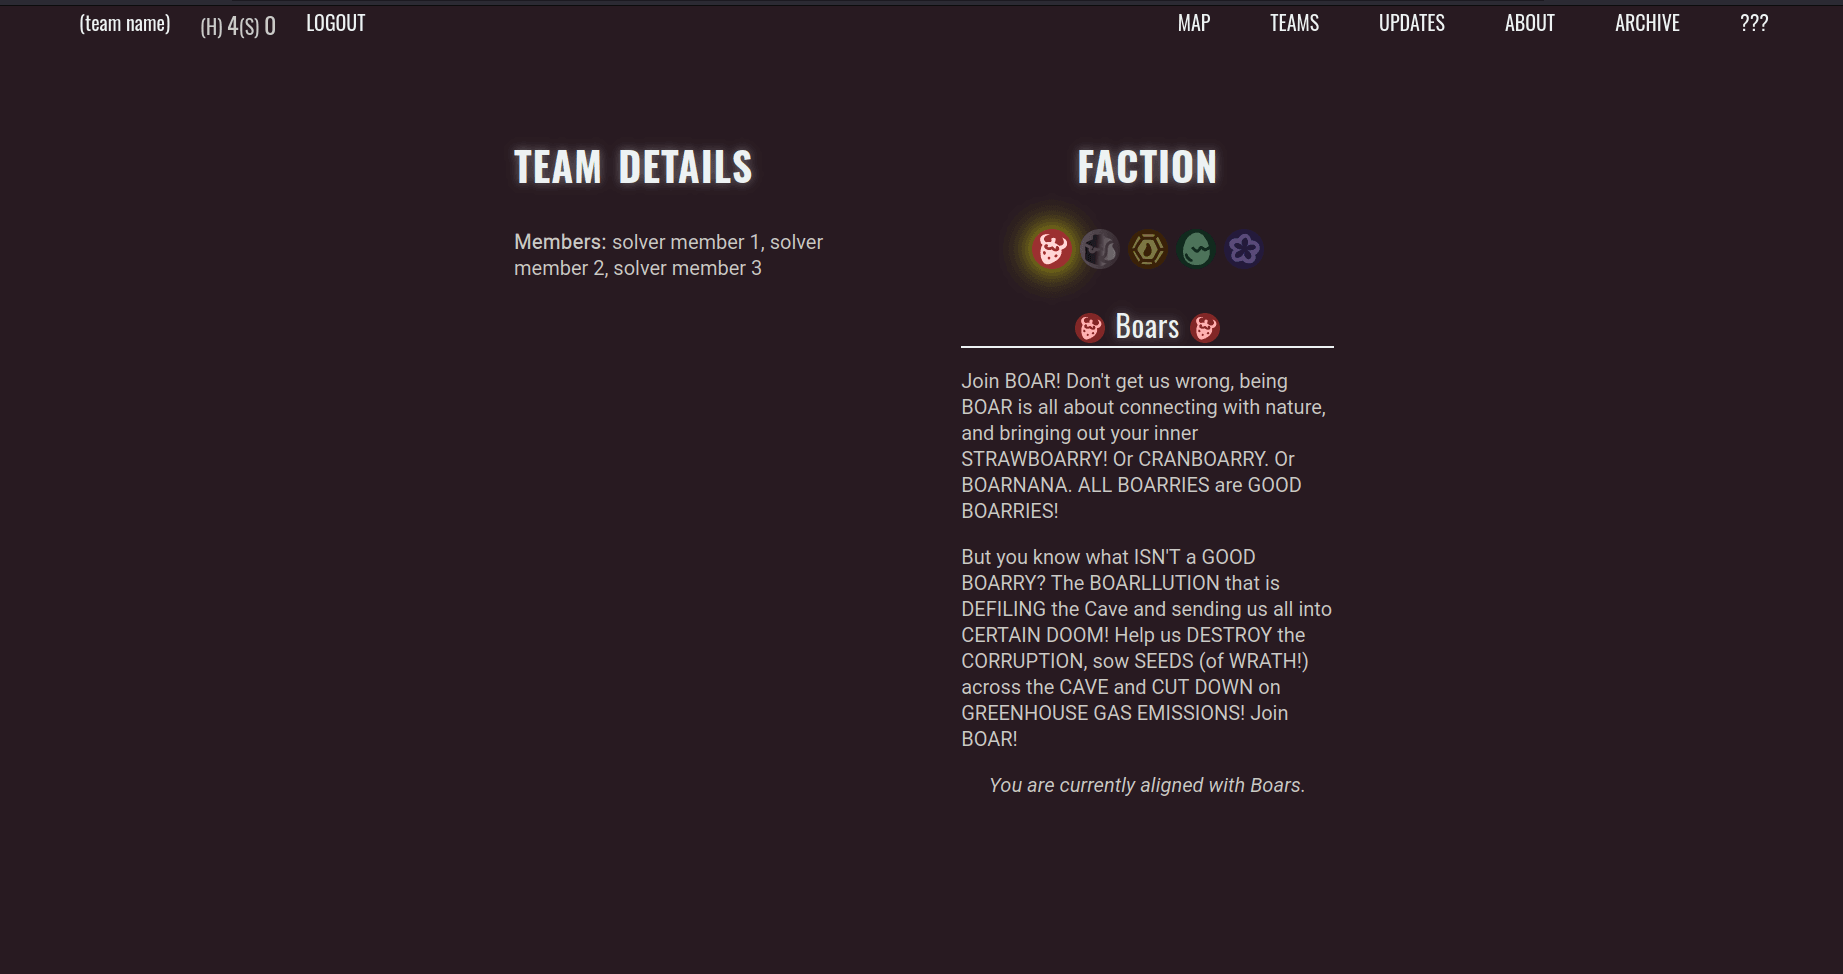 (team name) (H) 4(S) 0 LOGOUT MAP TEAMS UPDATES ABOUT ARCHIVE ???
TEAM DETAILS
Members: solver member 1, solver
member 2, solver member 3
FACTION
Boars
Join BOAR! Don't get us wrong, being
BOAR is all about connecting with nature,
and bringing out your inner
STRAWBOARRY! Or CRANBOARRY. Or
BOARNANA. ALL BOARRIES are GOOD
BOARRIES!
But you know what ISN'T a GOOD
BOARRY? The BOARLLUTION that is
DEFILING the Cave and sending us all into
CERTAIN DOOM! Help us DESTROY the
CORRUPTION, sow SEEDS (of WRATH!)
across the CAVE and CUT DOWN on
GREENHOUSE GAS EMISSIONS! Join
BOAR!
You are currently aligned with Boars.